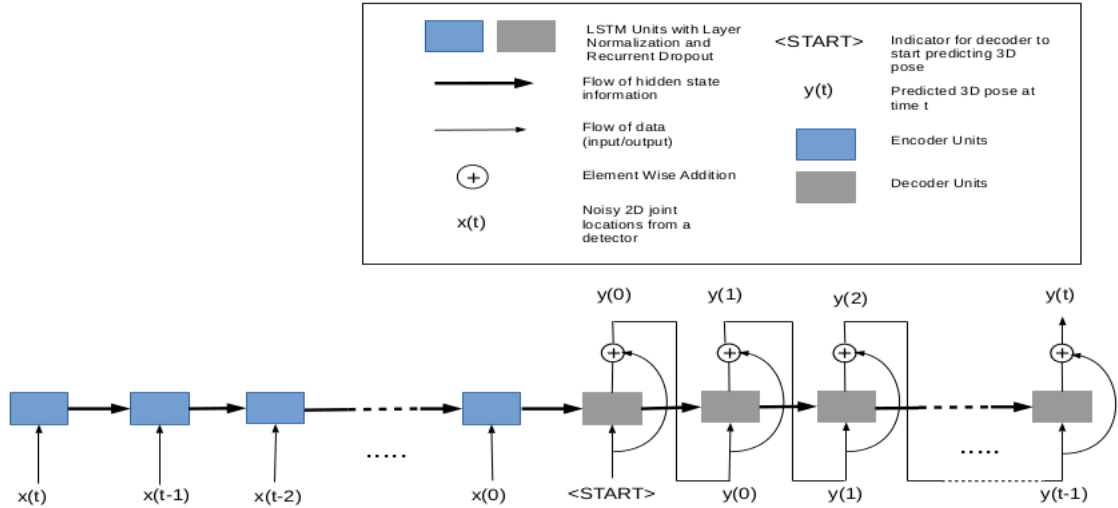 LSTM Units with Layer
Normalization and
Recurrent Dropout
<START>
Indicator for decoder to
start predicting 3D
pose
Flow of hidden state
information
y(t)
Predicted 3D pose at
time t
Flow of data
(input/output)
Encoder Units
+
Element Wise Addition
Decoder Units
x(t)
Noisy 2D joint
locations from a
detector
y(0) y(1) y(2) y(t)
+ + + +
..... .....
x(t) x(t-1) x(t-2) x(0) <START> y(0) y(1) y(t-1)